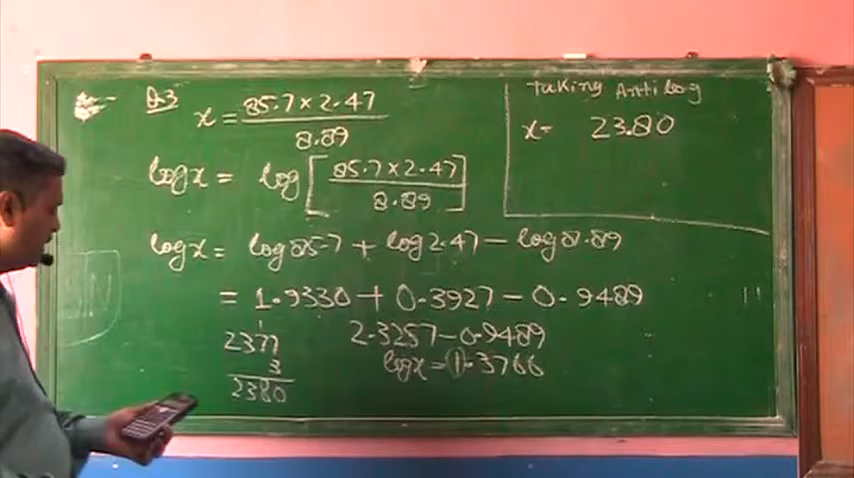 Q.3 x = 85.7 × 2.47 / 8.89
log x = log [ 85.7 × 2.47 / 8.89 ]
log x = log 85.7 + log 2.47 − log 8.89
= 1.9330 + 0.3927 − 0.9489
2.3257 − 0.9489
log x = 1.3766
2377
3
2380
Taking Antilog
x = 23.80